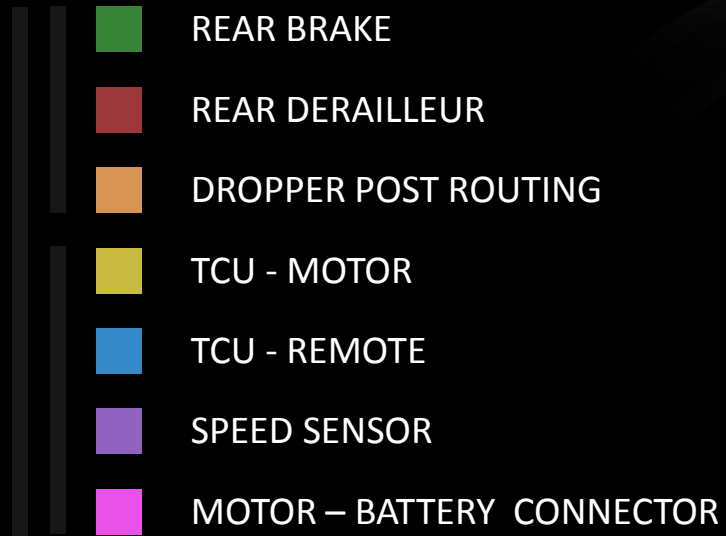 REAR BRAKE
REAR DERAILLEUR
DROPPER POST ROUTING
TCU - MOTOR
TCU - REMOTE
SPEED SENSOR
MOTOR – BATTERY  CONNECTOR